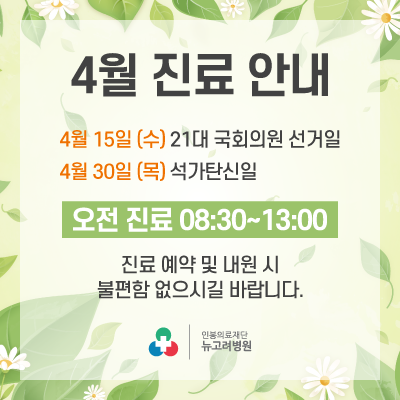 4월 진료 안내
4월 15일 (수) 21대 국회의원 선거일
4월 30일 (목) 석가탄신일
오전 진료 08:30~13:00
진료 예약 및 내원 시
불편함 없으시길 바랍니다.
인봉의료재단
뉴고려병원